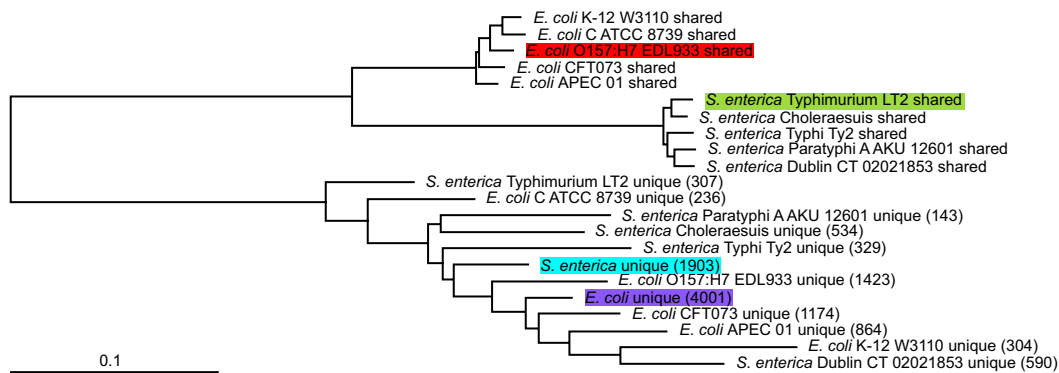 E. coli K-12 W3110 shared
E. coli C ATCC 8739 shared
E. coli O157:H7 EDL933 shared
E. coli CFT073 shared
E. coli APEC 01 shared
S. enterica Typhimurium LT2 shared
S. enterica Choleraesuis shared
S. enterica Typhi Ty2 shared
S. enterica Paratyphi A AKU 12601 shared
S. enterica Dublin CT 02021853 shared
S. enterica Typhimurium LT2 unique (307)
E. coli C ATCC 8739 unique (236)
S. enterica Paratyphi A AKU 12601 unique (143)
S. enterica Choleraesuis unique (534)
S. enterica Typhi Ty2 unique (329)
S. enterica unique (1903)
E. coli O157:H7 EDL933 unique (1423)
E. coli unique (4001)
E. coli CFT073 unique (1174)
E. coli APEC 01 unique (864)
E. coli K-12 W3110 unique (304)
S. enterica Dublin CT 02021853 unique (590)
0.1